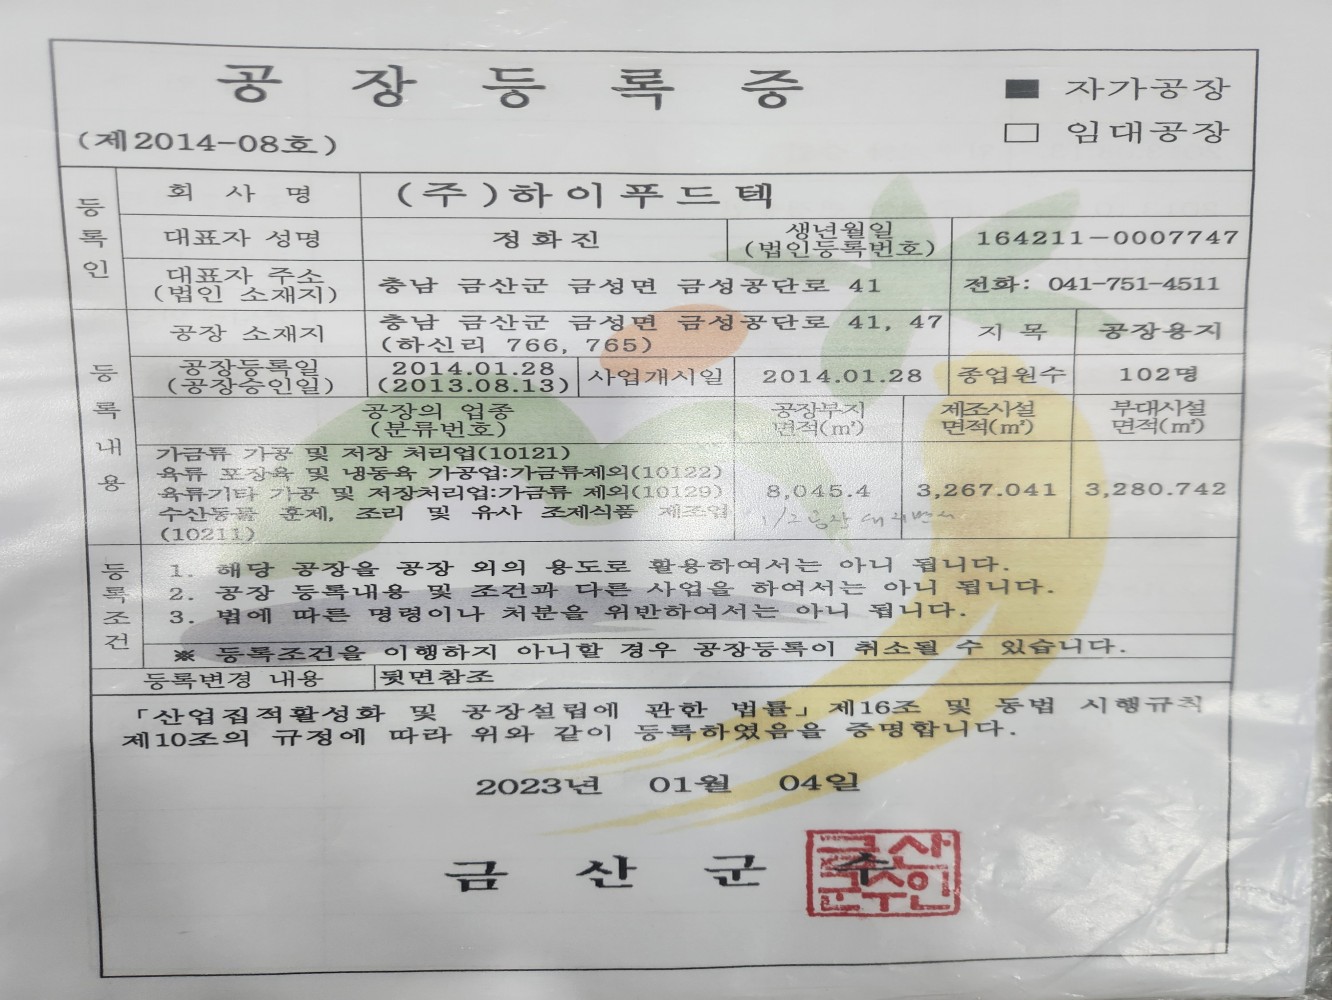 공장등록증
■ 자가공장
□ 임대공장
(제2014-08호)
등록인
회 사 명
(주)하이푸드텍
대표자 성명
정화진
생년월일
(법인등록번호)
164211-0007747
대표자 주소
(법인 소재지)
충남 금산군 금성면 금성공단로 41
전화: 041-751-4511
등록내용
공장 소재지
충남 금산군 금성면 금성공단로 41, 47
(하신리 766, 765)
지 목
공장용지
공장등록일
(공장승인일)
2014.01.28
(2013.08.13)
사업개시일
2014.01.28
종업원수
102명
공장의 업종
(분류번호)
공장부지
면적(㎡)
제조시설
면적(㎡)
부대시설
면적(㎡)
가금류 가공 및 저장 처리업(10121)
육류 포장육 및 냉동육 가공업:가금류제외(10122)
육류기타 가공 및 저장처리업:가금류 제외(10129)
수산동물 훈제, 조리 및 유사 조제식품 제조업
(10211)
8,045.4
3,267.041
3,280.742
1/2
등록조건
1. 해당 공장을 공장 외의 용도로 활용하여서는 아니 됩니다.
2. 공장 등록내용 및 조건과 다른 사업을 하여서는 아니 됩니다.
3. 법에 따른 명령이나 처분을 위반하여서는 아니 됩니다.
※ 등록조건을 이행하지 아니할 경우 공장등록이 취소될 수 있습니다.
등록변경 내용
뒷면참조
「산업집적활성화 및 공장설립에 관한 법률」제16조 및 동법 시행규칙
제10조의 규정에 따라 위와 같이 등록하였음을 증명합니다.
2023년 01월 04일
금산군수
금산
군수인